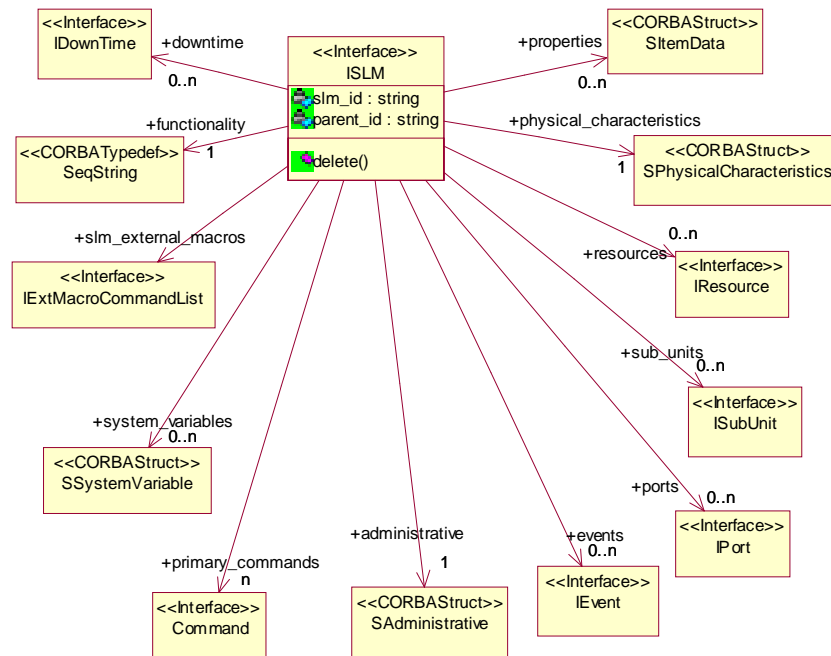 <<Interface>>
IDownTime
+downtime
0..n
<<Interface>>
ISLM
slm_id : string
parent_id : string
delete()
+properties
0..n
<<CORBAStruct>>
SItemData
+functionality
1
<<CORBATypedef>>
SeqString
+physical_characteristics
1
<<CORBAStruct>>
SPhysicalCharacteristics
+slm_external_macros
<<Interface>>
IExtMacroCommandList
+resources
0..n
<<Interface>>
IResource
+sub_units
0..n
<<Interface>>
ISubUnit
+system_variables
0..n
<<CORBAStruct>>
SSystemVariable
+ports
0..n
<<Interface>>
IPort
+primary_commands
n
<<Interface>>
Command
+administrative
1
<<CORBAStruct>>
SAdministrative
+events
0..n
<<Interface>>
IEvent